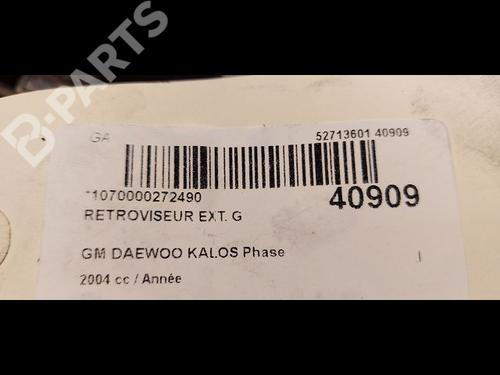 B-PARTS
GA
52713601 40909
*1070000272490
40909
RETROVISEUR EXT. G
GM DAEWOO KALOS Phase
2004 cc / Année